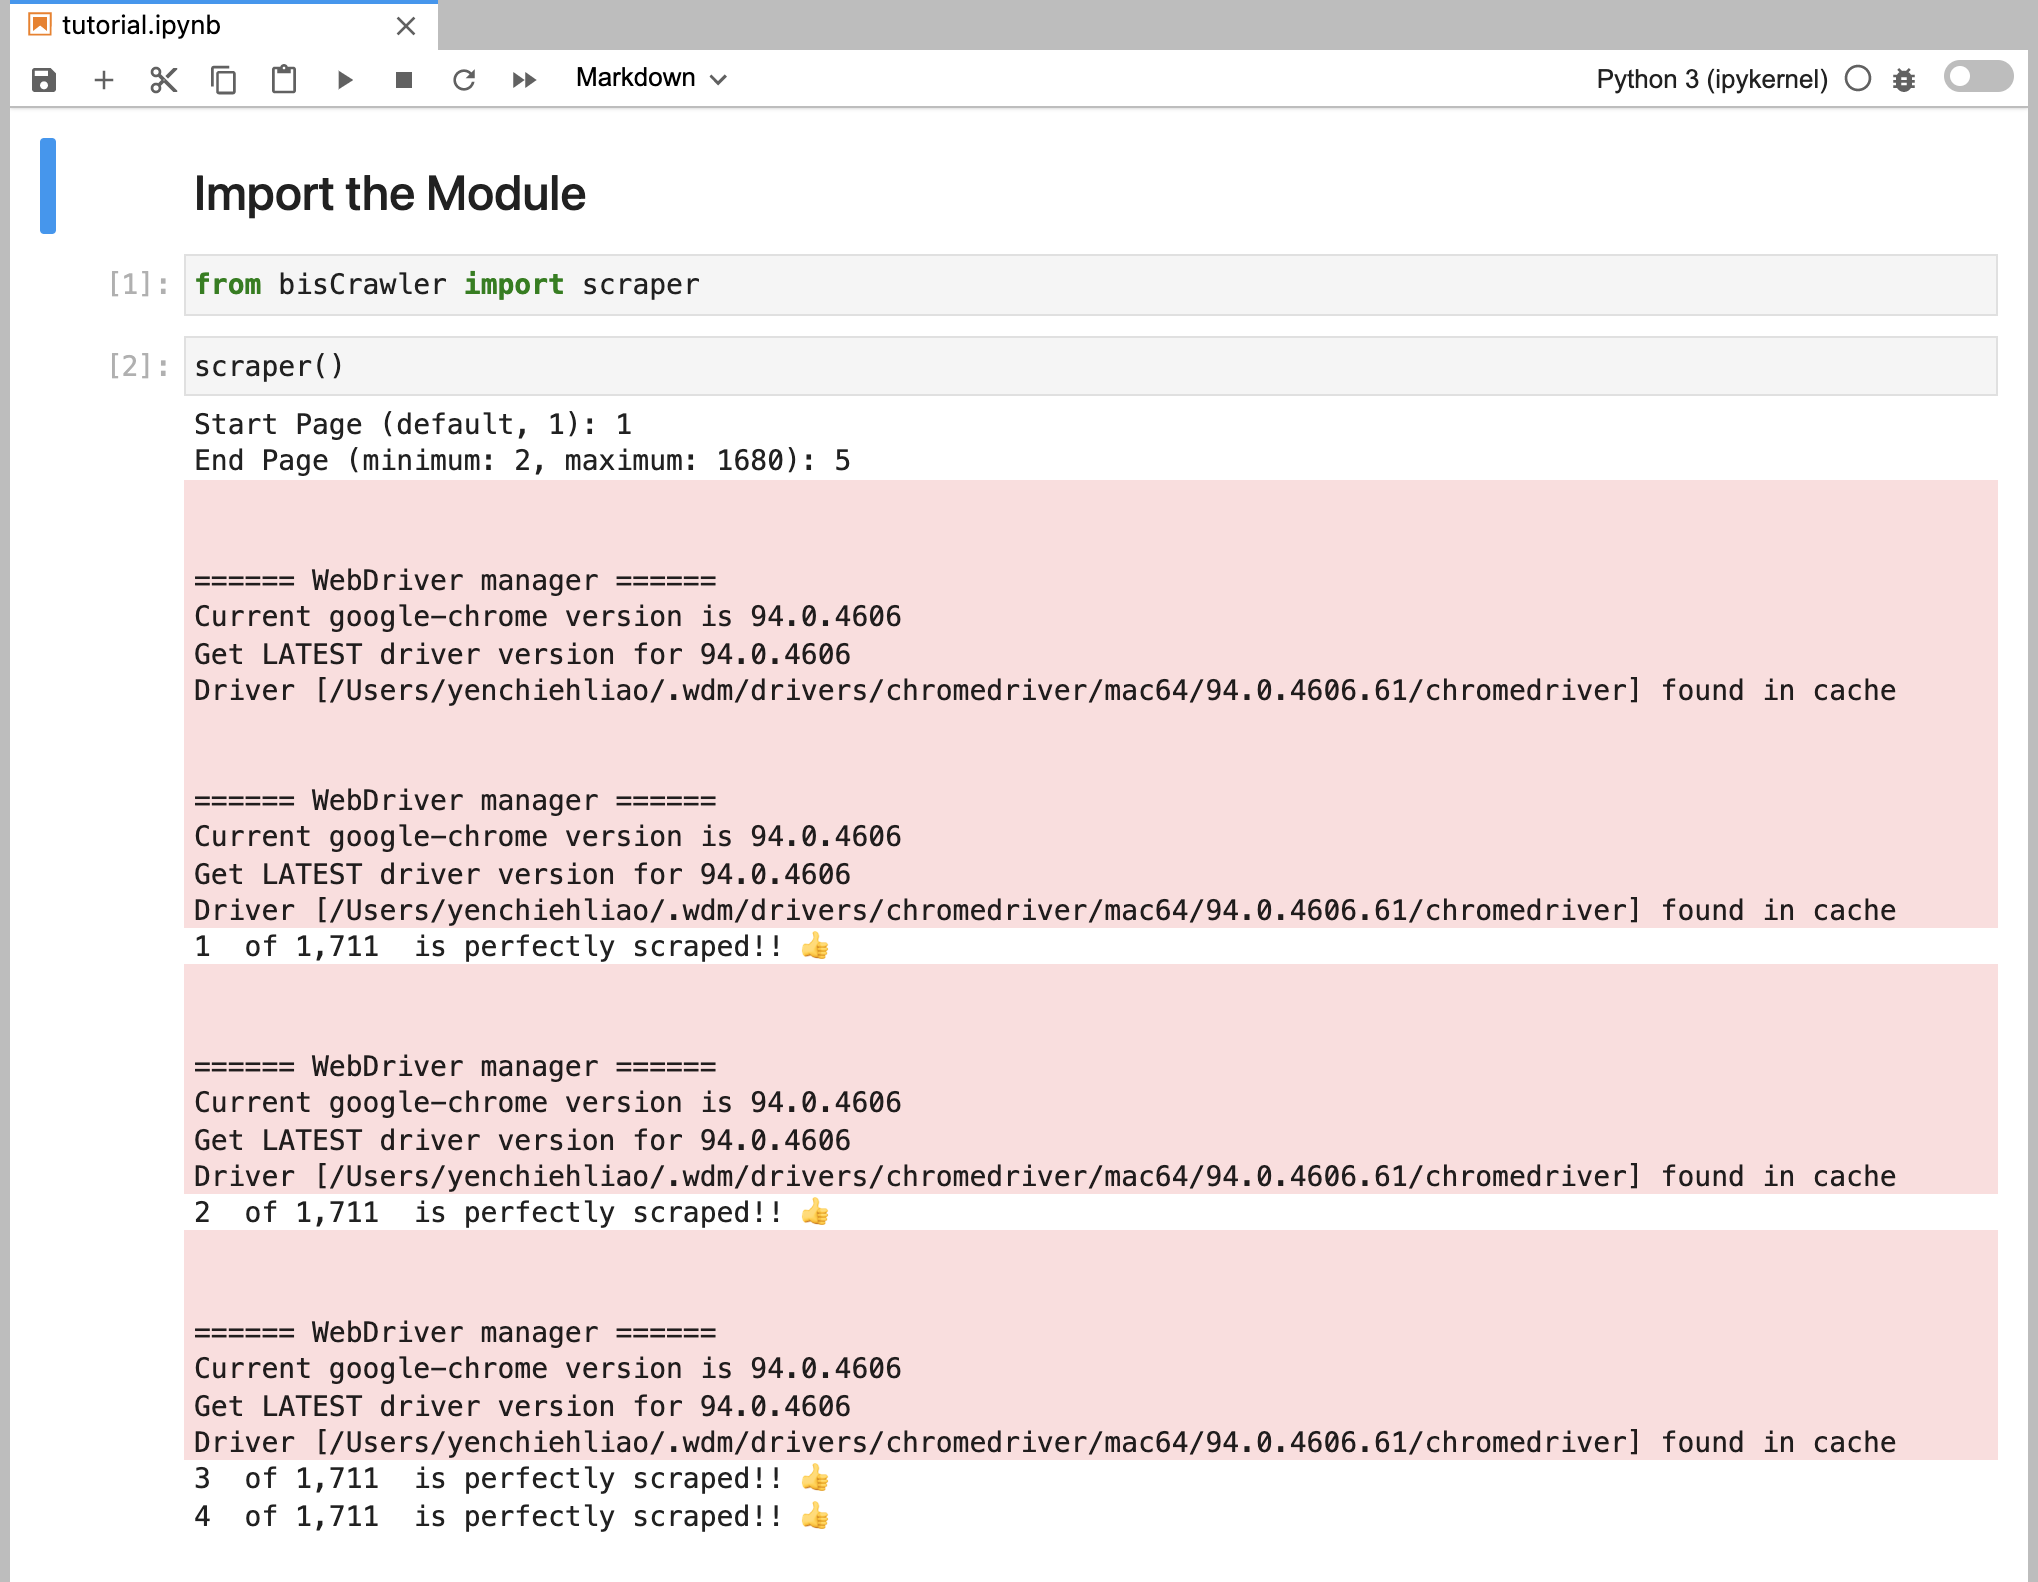 tutorial.ipynb
Markdown
Python 3 (ipykernel)
Import the Module
[1]: from bisCrawler import scraper
[2]: scraper()
Start Page (default, 1): 1
End Page (minimum: 2, maximum: 1680): 5
====== WebDriver manager ======
Current google-chrome version is 94.0.4606
Get LATEST driver version for 94.0.4606
Driver [/Users/yenchiehliao/.wdm/drivers/chromedriver/mac64/94.0.4606.61/chromedriver] found in cache
====== WebDriver manager ======
Current google-chrome version is 94.0.4606
Get LATEST driver version for 94.0.4606
Driver [/Users/yenchiehliao/.wdm/drivers/chromedriver/mac64/94.0.4606.61/chromedriver] found in cache
1  of 1,711  is perfectly scraped!! 👍
====== WebDriver manager ======
Current google-chrome version is 94.0.4606
Get LATEST driver version for 94.0.4606
Driver [/Users/yenchiehliao/.wdm/drivers/chromedriver/mac64/94.0.4606.61/chromedriver] found in cache
2  of 1,711  is perfectly scraped!! 👍
====== WebDriver manager ======
Current google-chrome version is 94.0.4606
Get LATEST driver version for 94.0.4606
Driver [/Users/yenchiehliao/.wdm/drivers/chromedriver/mac64/94.0.4606.61/chromedriver] found in cache
3  of 1,711  is perfectly scraped!! 👍
4  of 1,711  is perfectly scraped!! 👍